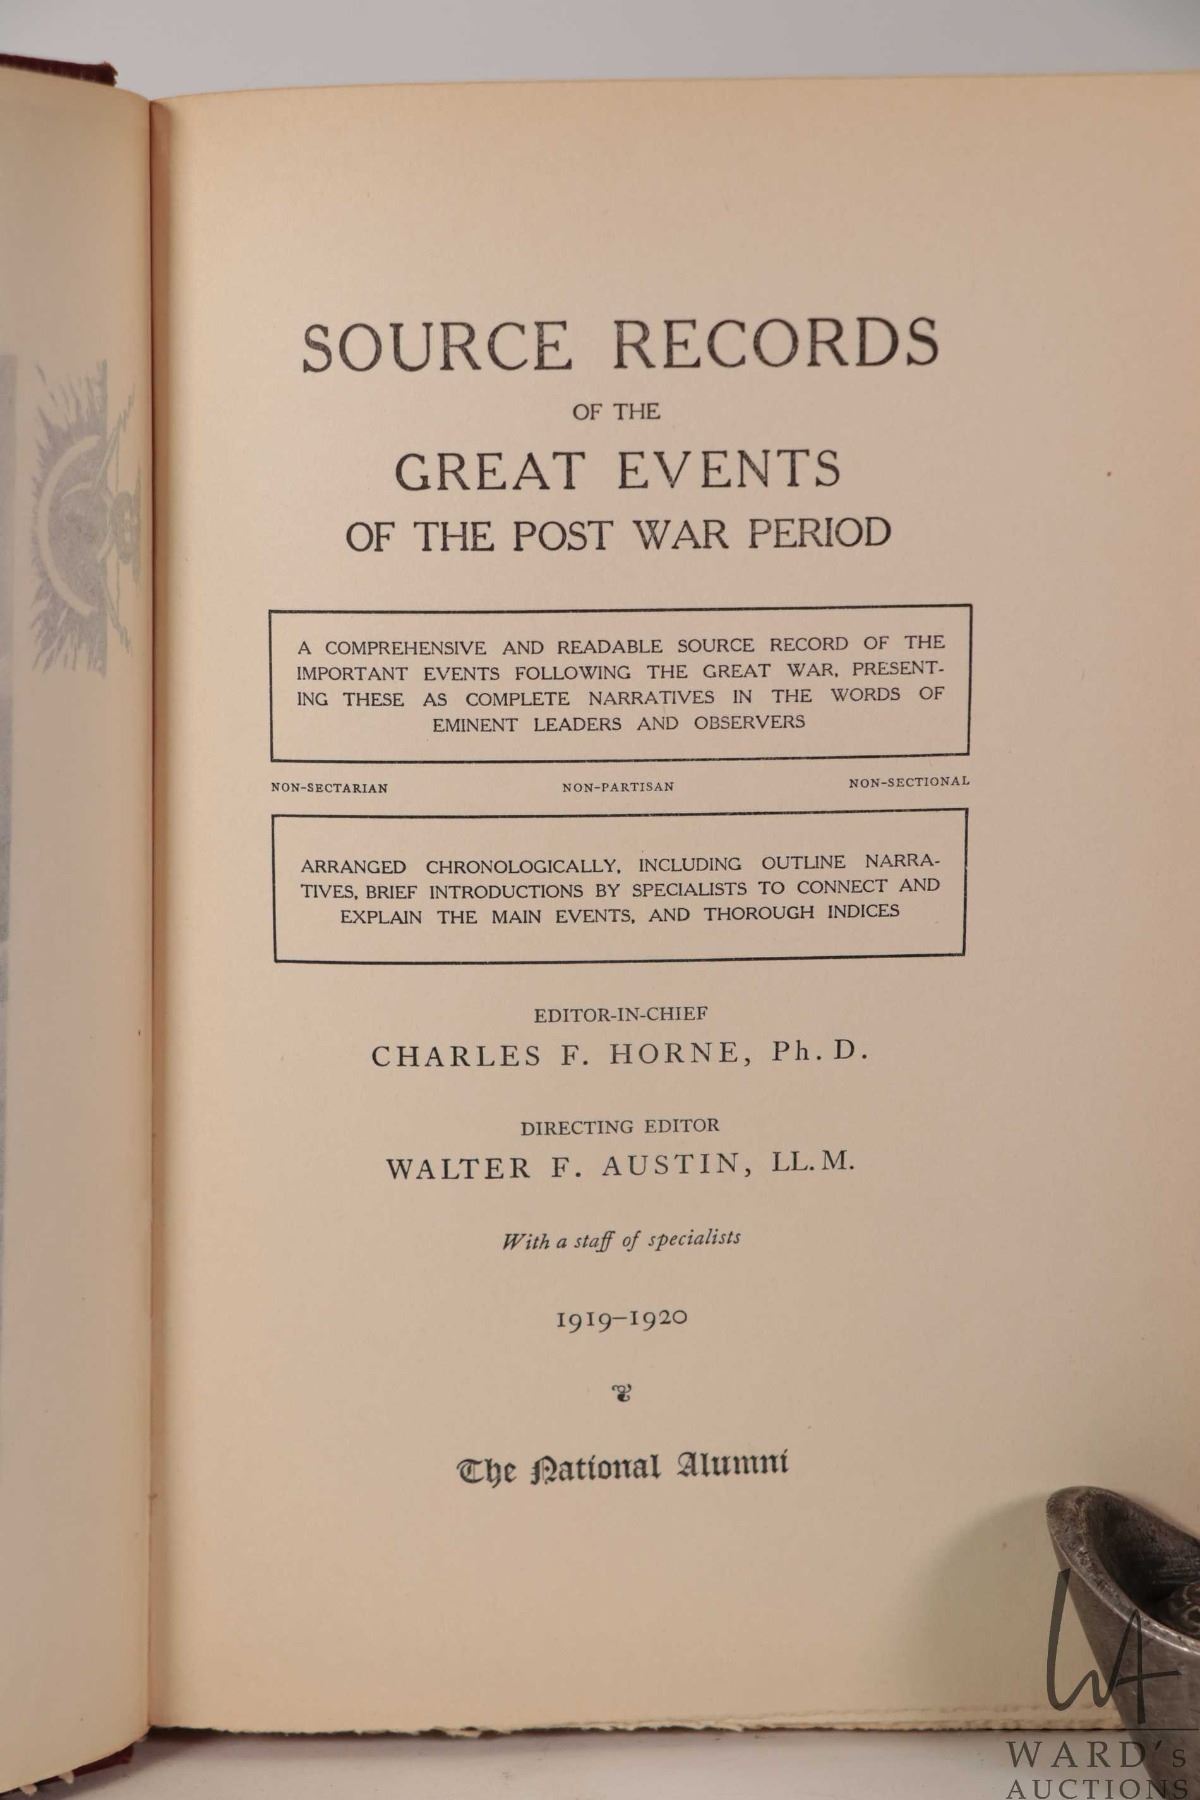 SOURCE RECORDS
OF THE
GREAT EVENTS
OF THE POST WAR PERIOD
A COMPREHENSIVE AND READABLE SOURCE RECORD OF THE
IMPORTANT EVENTS FOLLOWING THE GREAT WAR, PRESENT-
ING THESE AS COMPLETE NARRATIVES IN THE WORDS OF
EMINENT LEADERS AND OBSERVERS
NON-SECTARIAN NON-PARTISAN NON-SECTIONAL
ARRANGED CHRONOLOGICALLY, INCLUDING OUTLINE NARRA-
TIVES, BRIEF INTRODUCTIONS BY SPECIALISTS TO CONNECT AND
EXPLAIN THE MAIN EVENTS, AND THOROUGH INDICES
EDITOR-IN-CHIEF
CHARLES F. HORNE, Ph. D.
DIRECTING EDITOR
WALTER F. AUSTIN, LL. M.
With a staff of specialists
1919–1920
The National Alumni
WA
WARD's
AUCTIONS